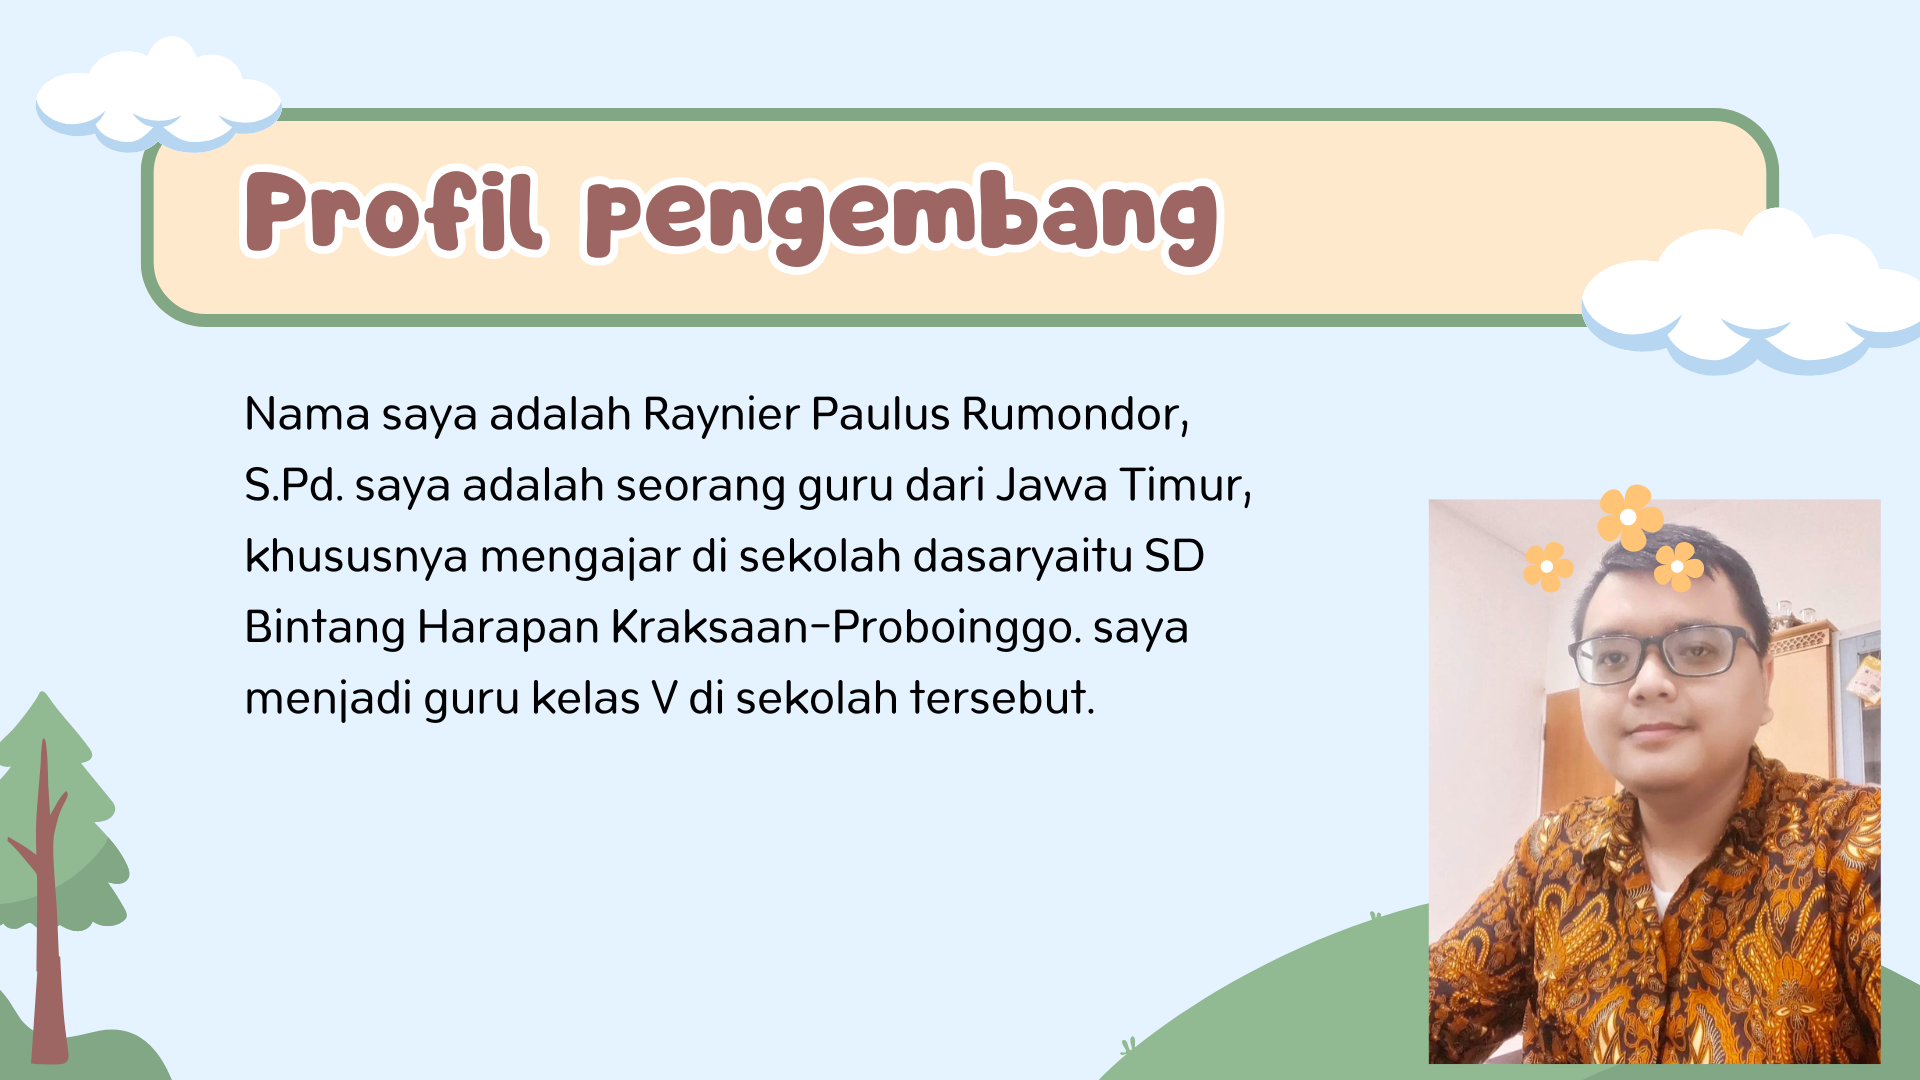 Profil pengembang
Nama saya adalah Raynier Paulus Rumondor,
S.Pd. saya adalah seorang guru dari Jawa Timur,
khususnya mengajar di sekolah dasaryaitu SD
Bintang Harapan Kraksaan-Proboinggo. saya
menjadi guru kelas V di sekolah tersebut.